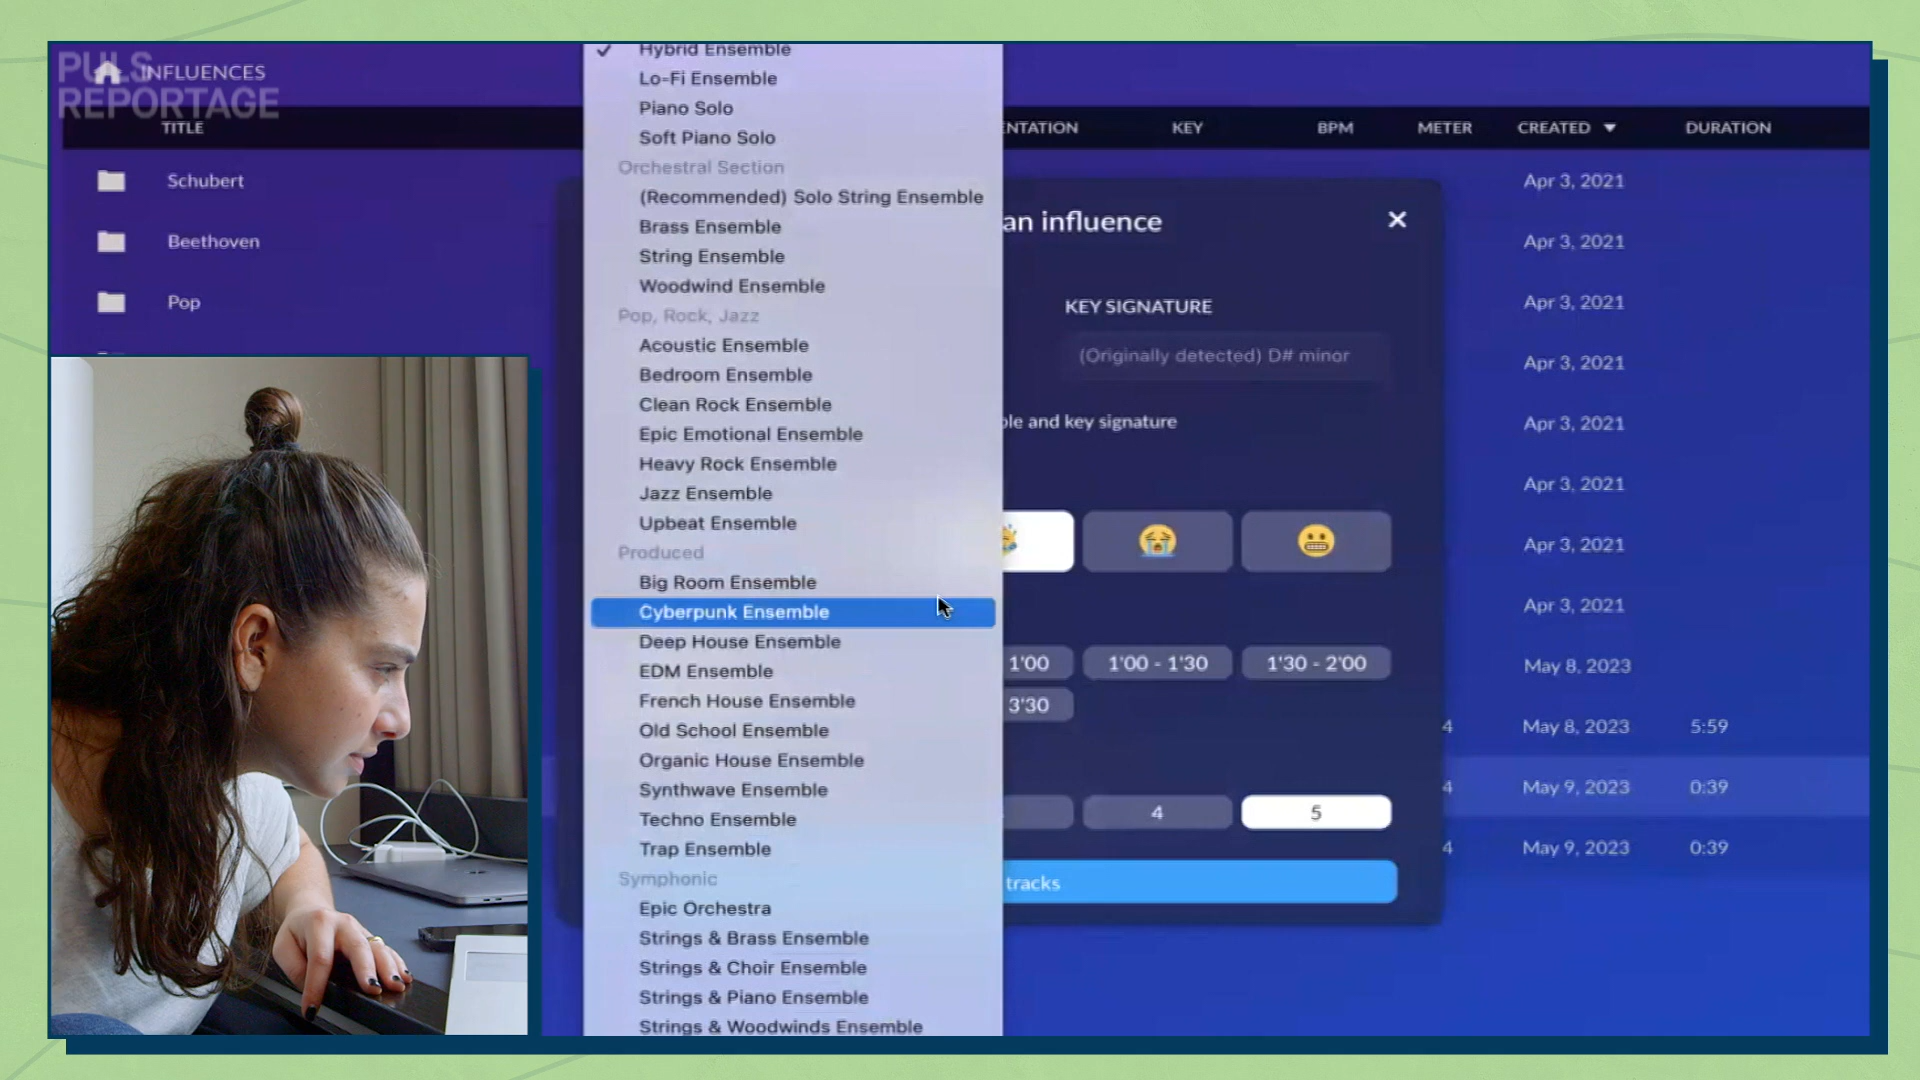 PULS
REPORTAGE
INFLUENCES
TITLE
ENTATION
KEY
BPM
METER
CREATED
DURATION
Schubert
Apr 3, 2021
Beethoven
Apr 3, 2021
Pop
Apr 3, 2021
Apr 3, 2021
Apr 3, 2021
Apr 3, 2021
Apr 3, 2021
Apr 3, 2021
May 8, 2023
4
May 8, 2023
5:59
4
May 9, 2023
0:39
4
May 9, 2023
0:39
Hybrid Ensemble
Lo-Fi Ensemble
Piano Solo
Soft Piano Solo
Orchestral Section
(Recommended) Solo String Ensemble
Brass Ensemble
String Ensemble
Woodwind Ensemble
Pop, Rock, Jazz
Acoustic Ensemble
Bedroom Ensemble
Clean Rock Ensemble
Epic Emotional Ensemble
Heavy Rock Ensemble
Jazz Ensemble
Upbeat Ensemble
Produced
Big Room Ensemble
Cyberpunk Ensemble
Deep House Ensemble
EDM Ensemble
French House Ensemble
Old School Ensemble
Organic House Ensemble
Synthwave Ensemble
Techno Ensemble
Trap Ensemble
Symphonic
Epic Orchestra
Strings & Brass Ensemble
Strings & Choir Ensemble
Strings & Piano Ensemble
Strings & Woodwinds Ensemble
an influence
KEY SIGNATURE
(Originally detected) D# minor
ble and key signature
1'00
1'00 - 1'30
1'30 - 2'00
3'30
4
5
tracks